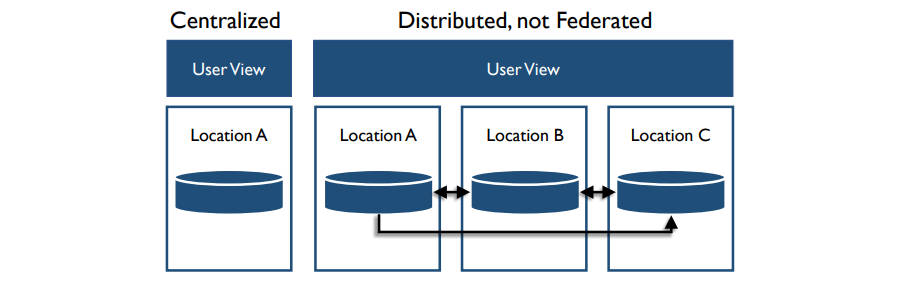 Centralized
Distributed, not Federated
User View
User View
Location A
Location A
Location B
Location C